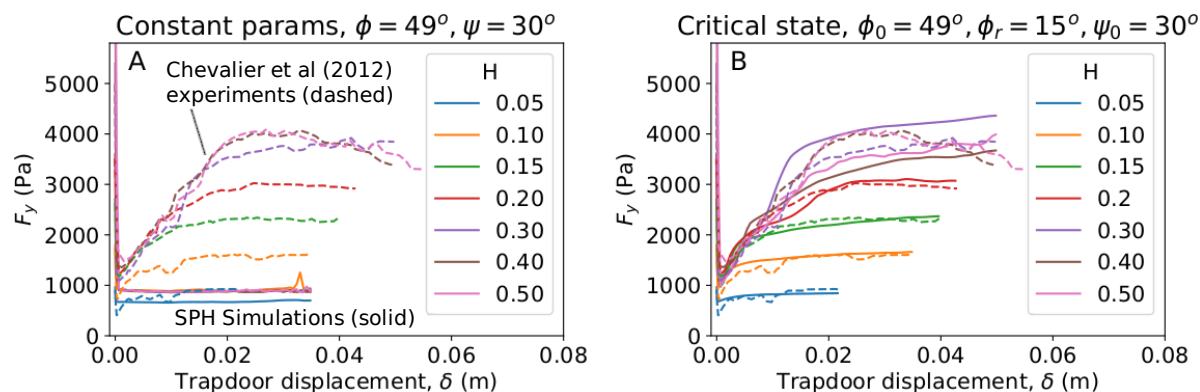 Constant params, ϕ = 49°, ψ = 30°
A
Chevalier et al (2012)
experiments (dashed)
SPH Simulations (solid)
H
0.05
0.10
0.15
0.20
0.30
0.40
0.50
5000
4000
3000
2000
1000
0
F_y (Pa)
0.00 0.02 0.04 0.06 0.08
Trapdoor displacement, δ (m)
Critical state, ϕ₀ = 49°, ϕᵣ = 15°, ψ₀ = 30°
B
H
0.05
0.10
0.15
0.2
0.30
0.40
0.50
5000
4000
3000
2000
1000
0
F_y (Pa)
0.00 0.02 0.04 0.06 0.08
Trapdoor displacement, δ (m)